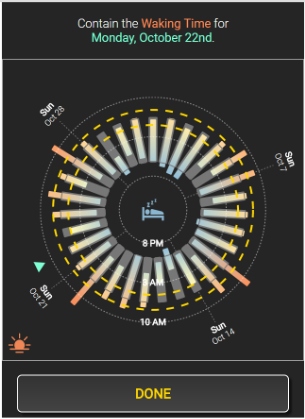 Contain the Waking Time for
Monday, October 22nd.
Sun
Oct 28
Sun
Oct 7
z z z
8 PM
Sun
Oct 21
AM
10 AM
Sun
Oct 14
DONE